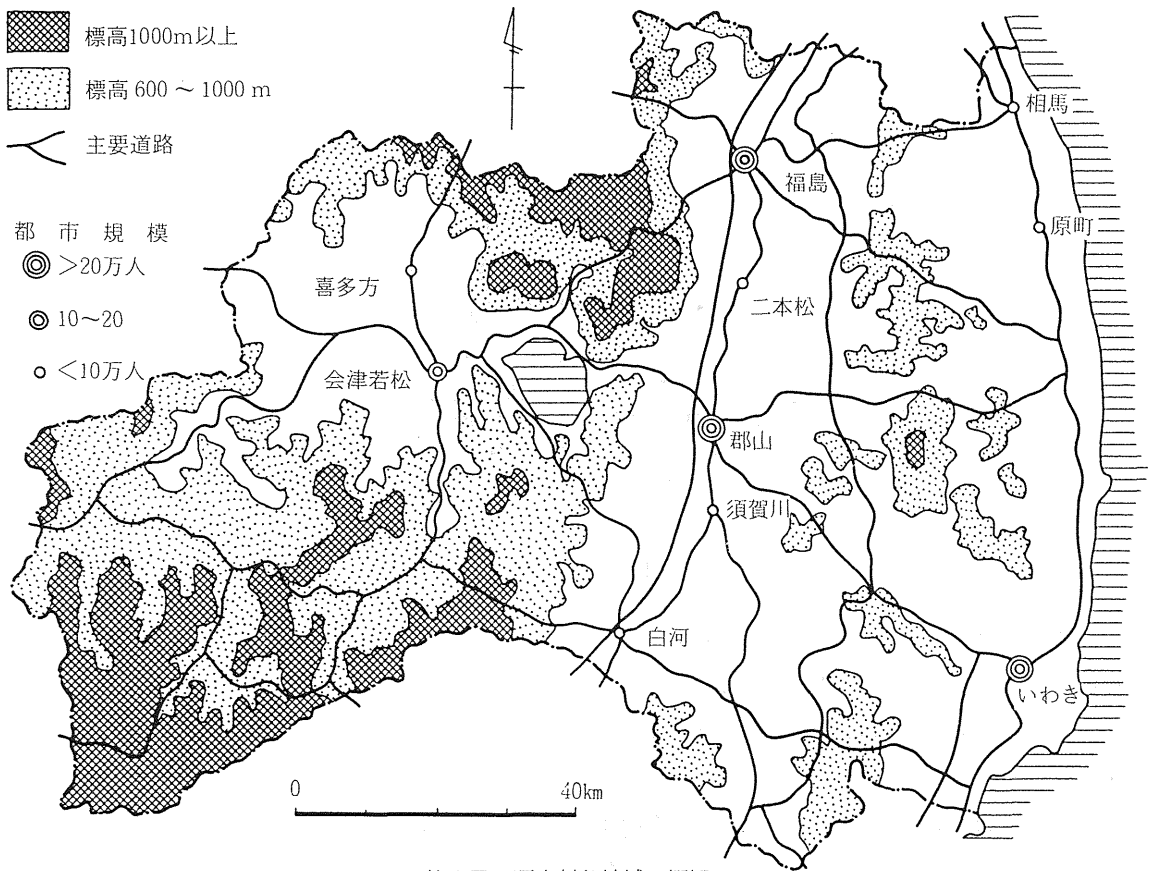 標高1000m以上
標高 600 ～ 1000 m
主要道路
都 市 規 模
>20万人
10～20
<10万人
相馬
福島
原町
喜多方
二本松
会津若松
郡山
須賀川
白河
いわき
0 40km